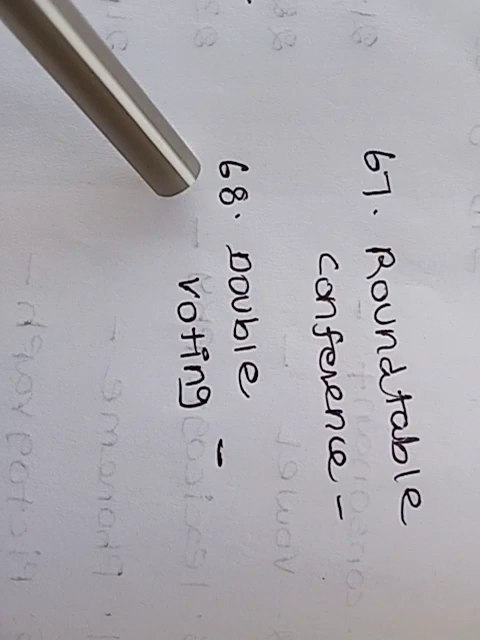 67. Roundtable
conference -
68. Double
voting -